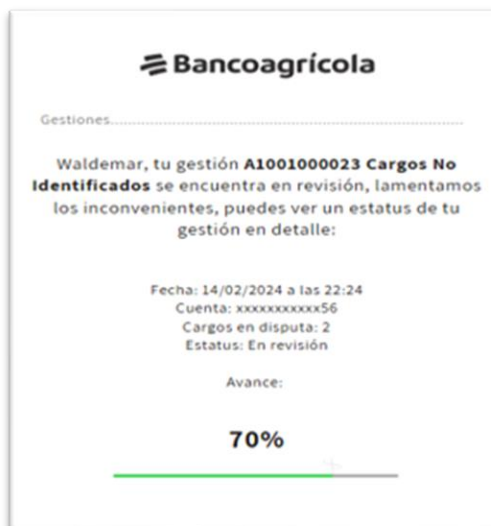 Bancoagrícola
Gestiones
Waldemar, tu gestión A1001000023 Cargos No
Identificados se encuentra en revisión, lamentamos
los inconvenientes, puedes ver un estatus de tu
gestión en detalle:
Fecha: 14/02/2024 a las 22:24
Cuenta: xxxxxxxxxxx56
Cargos en disputa: 2
Estatus: En revisión
Avance:
70%